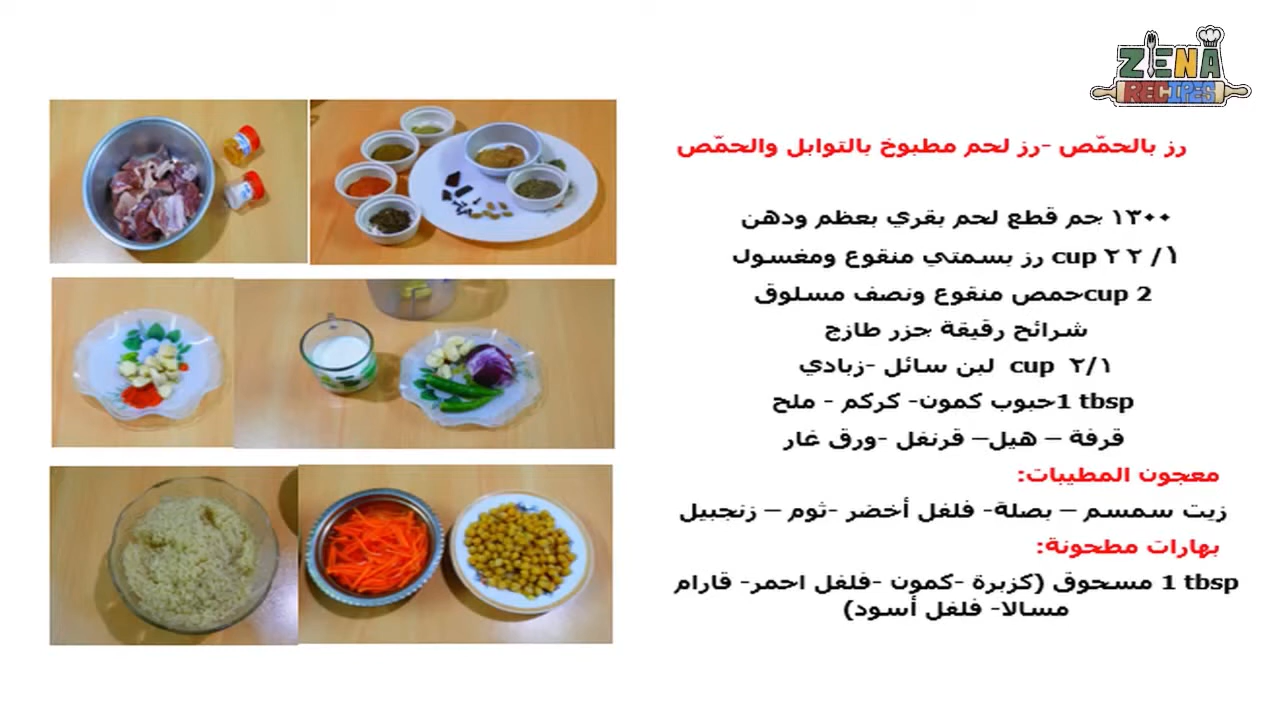 ZENA
RECIPES
رز بالحمّص -رز لحم مطبوخ بالتوابل والحمّص
١٣٠٠ جم قطع لحم بقري بعظم ودهن
٢ ٢ /١ cup رز بسمتي منقوع ومغسول
2 cupحمص منقوع ونصف مسلوق
شرائح رقيقة جزر طازج
٢/١ cup لبن سائل -زبادي
1 tbspحبوب كمون- كركم - ملح
قرفة – هيل– قرنفل -ورق غار
معجون المطيبات:
زيت سمسم – بصلة- فلفل أخضر -ثوم – زنجبيل
بهارات مطحونة:
1 tbsp مسحوق (كزبرة -كمون -فلفل احمر- قارام
مسالا- فلفل أسود)